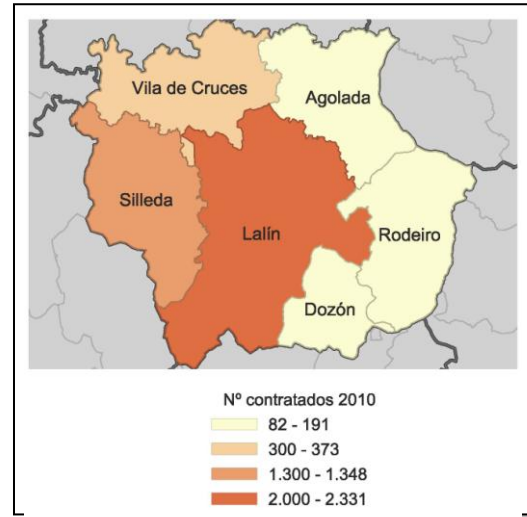 Vila de Cruces
Agolada
Silleda
Lalín
Rodeiro
Dozón
Nº contratados 2010
82 - 191
300 - 373
1.300 - 1.348
2.000 - 2.331